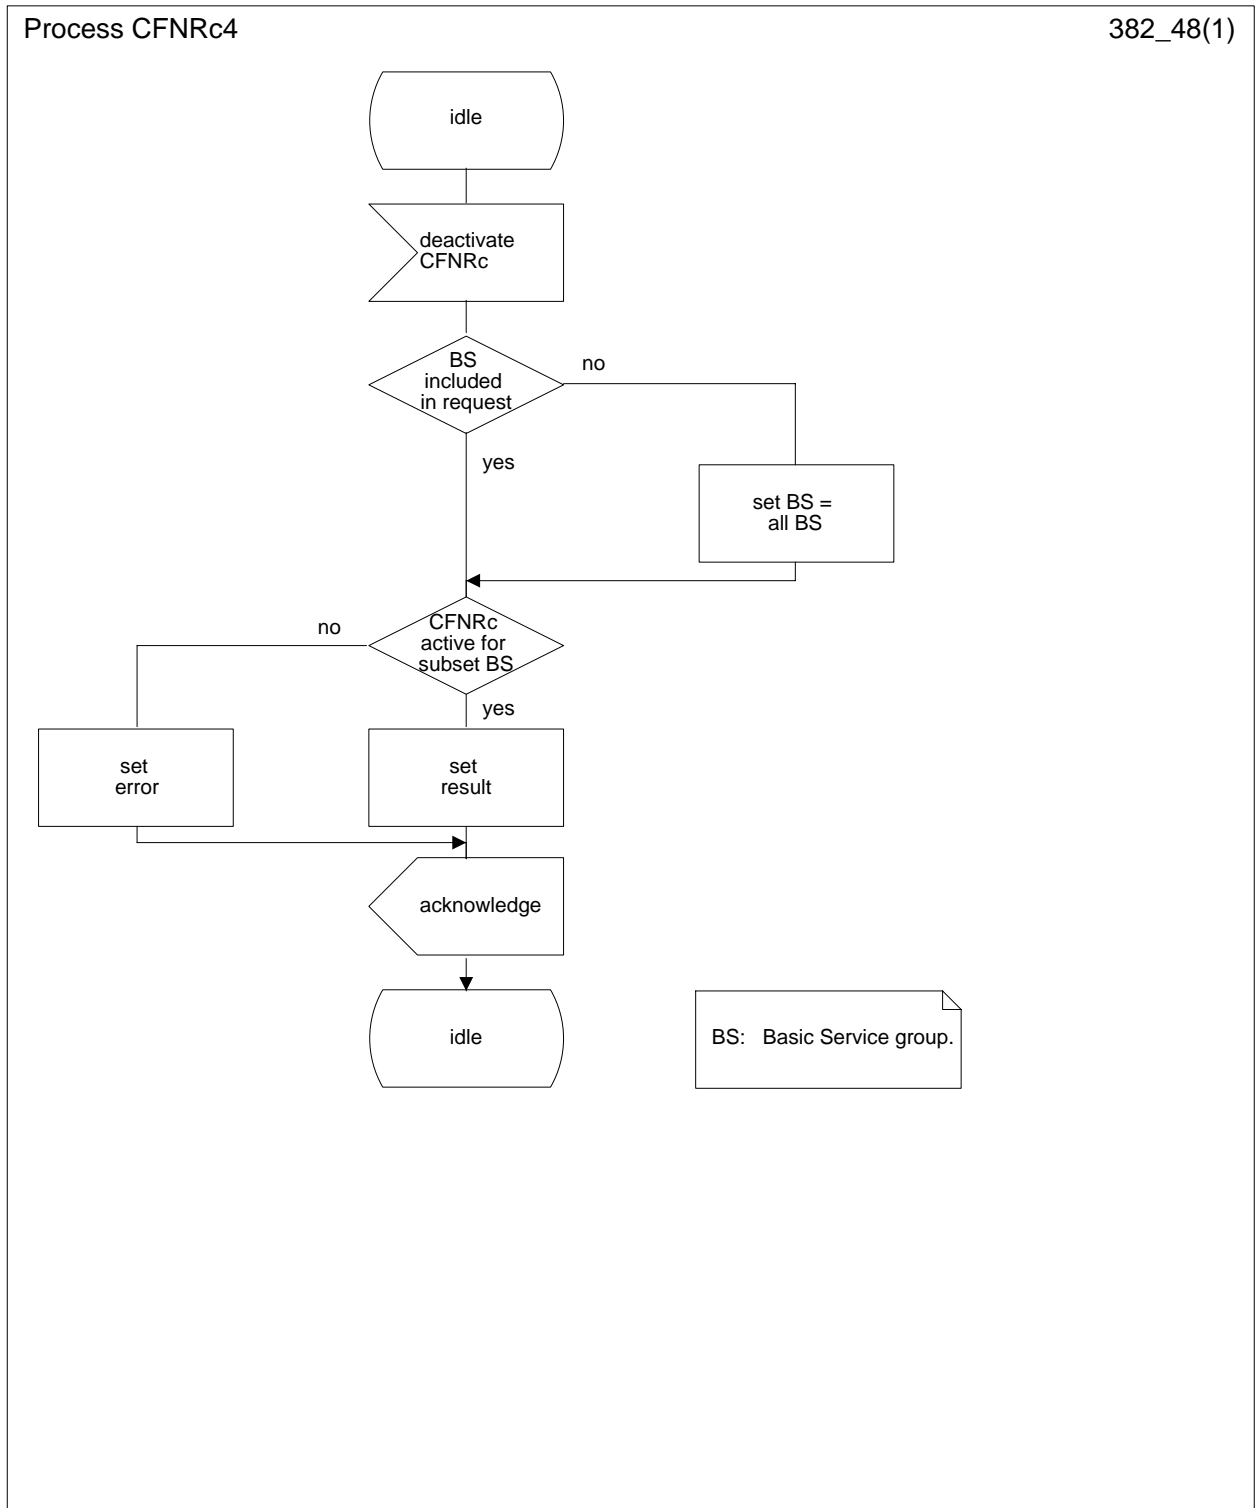 Process CFNRc4
382_48(1)
idle
deactivate
CFNRc
BS
included
in request
no
yes
set BS =
all BS
CFNRc
active for
subset BS
no
yes
set
error
set
result
acknowledge
idle
BS: Basic Service group.